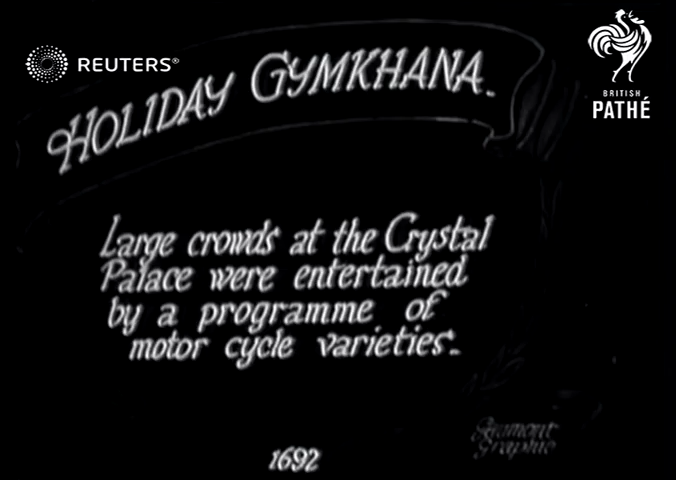 REUTERS®
BRITISH
PATHÉ
HOLIDAY GYMKHANA.
Large crowds at the Crystal
Palace were entertained
by a programme of
motor cycle varieties.
Graphic
1692